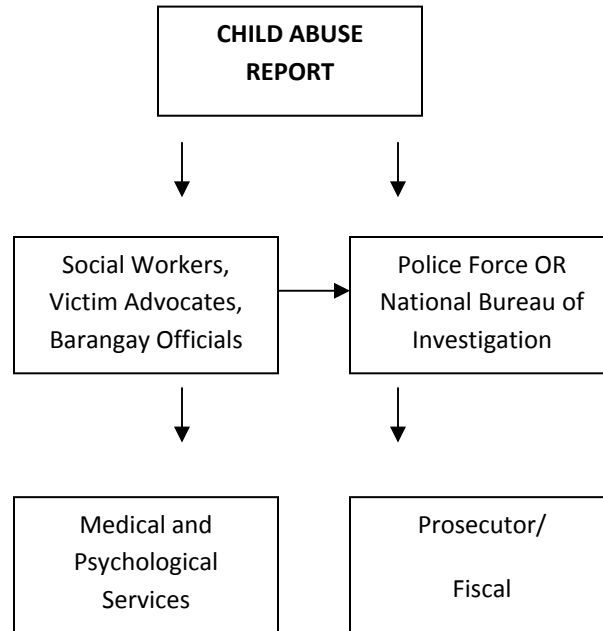 CHILD ABUSE
REPORT
Social Workers,
Victim Advocates,
Barangay Officials
Police Force OR
National Bureau of
Investigation
Medical and
Psychological
Services
Prosecutor/
Fiscal